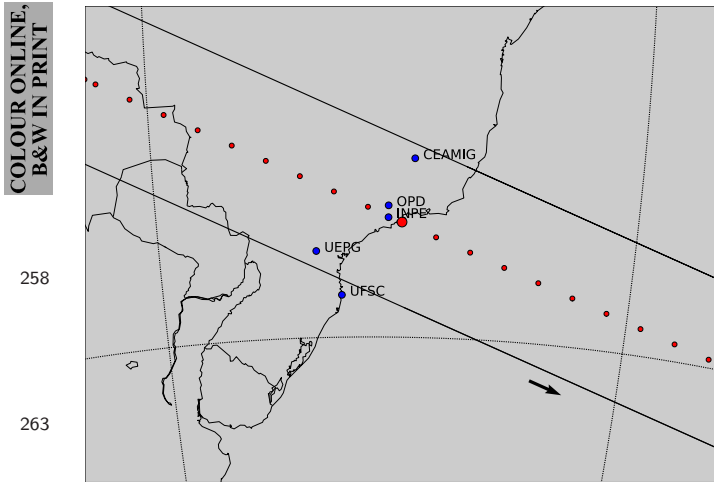 COLOUR ONLINE,
B&W IN PRINT
CEAMIG
OPD
INPE
UEPG
258
UFSC
263